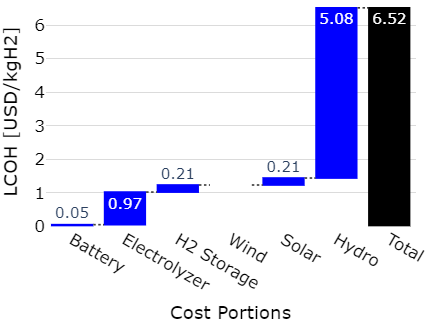 LCOH [USD/kgH2]
6
5
4
3
2
1
0
0.05
0.97
0.21
0.21
5.08
6.52
Battery
Electrolyzer
H2 Storage
Wind
Solar
Hydro
Total
Cost Portions